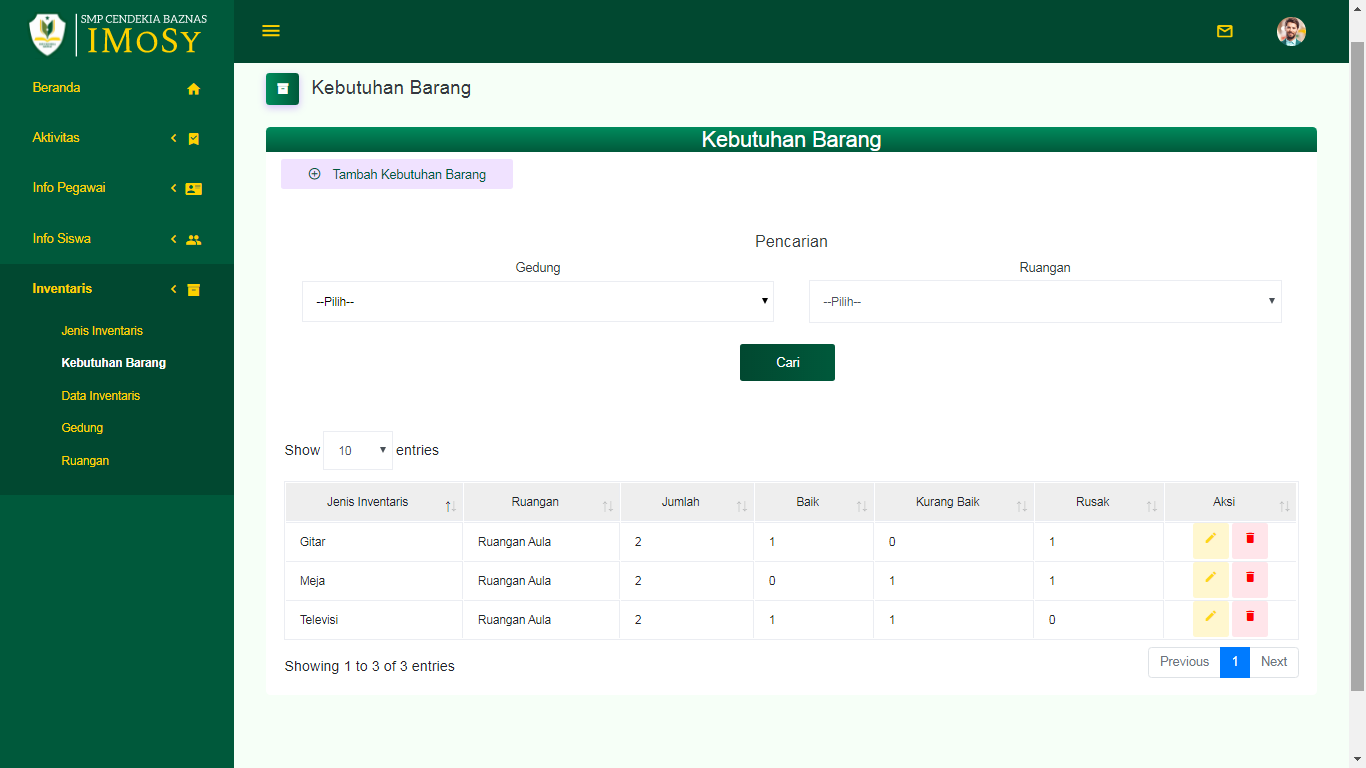 SMP CENDEKIA BAZNAS
IMoSy
Beranda
Aktivitas
Info Pegawai
Info Siswa
Inventaris
Jenis Inventaris
Kebutuhan Barang
Data Inventaris
Gedung
Ruangan
Kebutuhan Barang
Kebutuhan Barang
Tambah Kebutuhan Barang
Pencarian
Gedung Ruangan
--Pilih-- --Pilih--
Cari
Show 10 entries
Jenis Inventaris Ruangan Jumlah Baik Kurang Baik Rusak Aksi
Gitar Ruangan Aula 2 1 0 1
Meja Ruangan Aula 2 0 1 1
Televisi Ruangan Aula 2 1 1 0
Showing 1 to 3 of 3 entries
Previous 1 Next